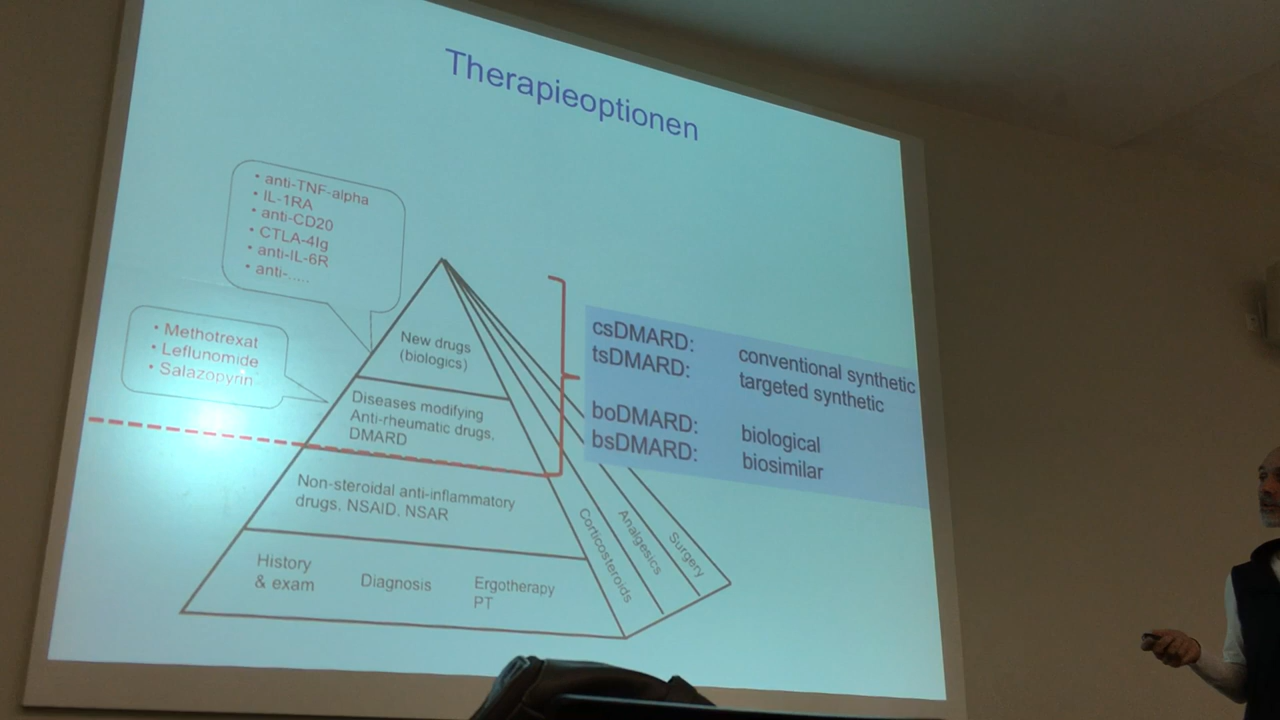 Therapieoptionen
• anti-TNF-alpha
• IL-1RA
• anti-CD20
• CTLA-4Ig
• anti-IL-6R
• anti-.....
• Methotrexat
• Leflunomide
• Salazopyrin
New drugs
(biologics)
Diseases modifying
Anti-rheumatic drugs,
DMARD
Non-steroidal anti-inflammatory
drugs, NSAID, NSAR
History
& exam
Diagnosis
Ergotherapy
PT
Corticosteroids
Analgesics
Surgery
csDMARD: conventional synthetic
tsDMARD: targeted synthetic
boDMARD: biological
bsDMARD: biosimilar